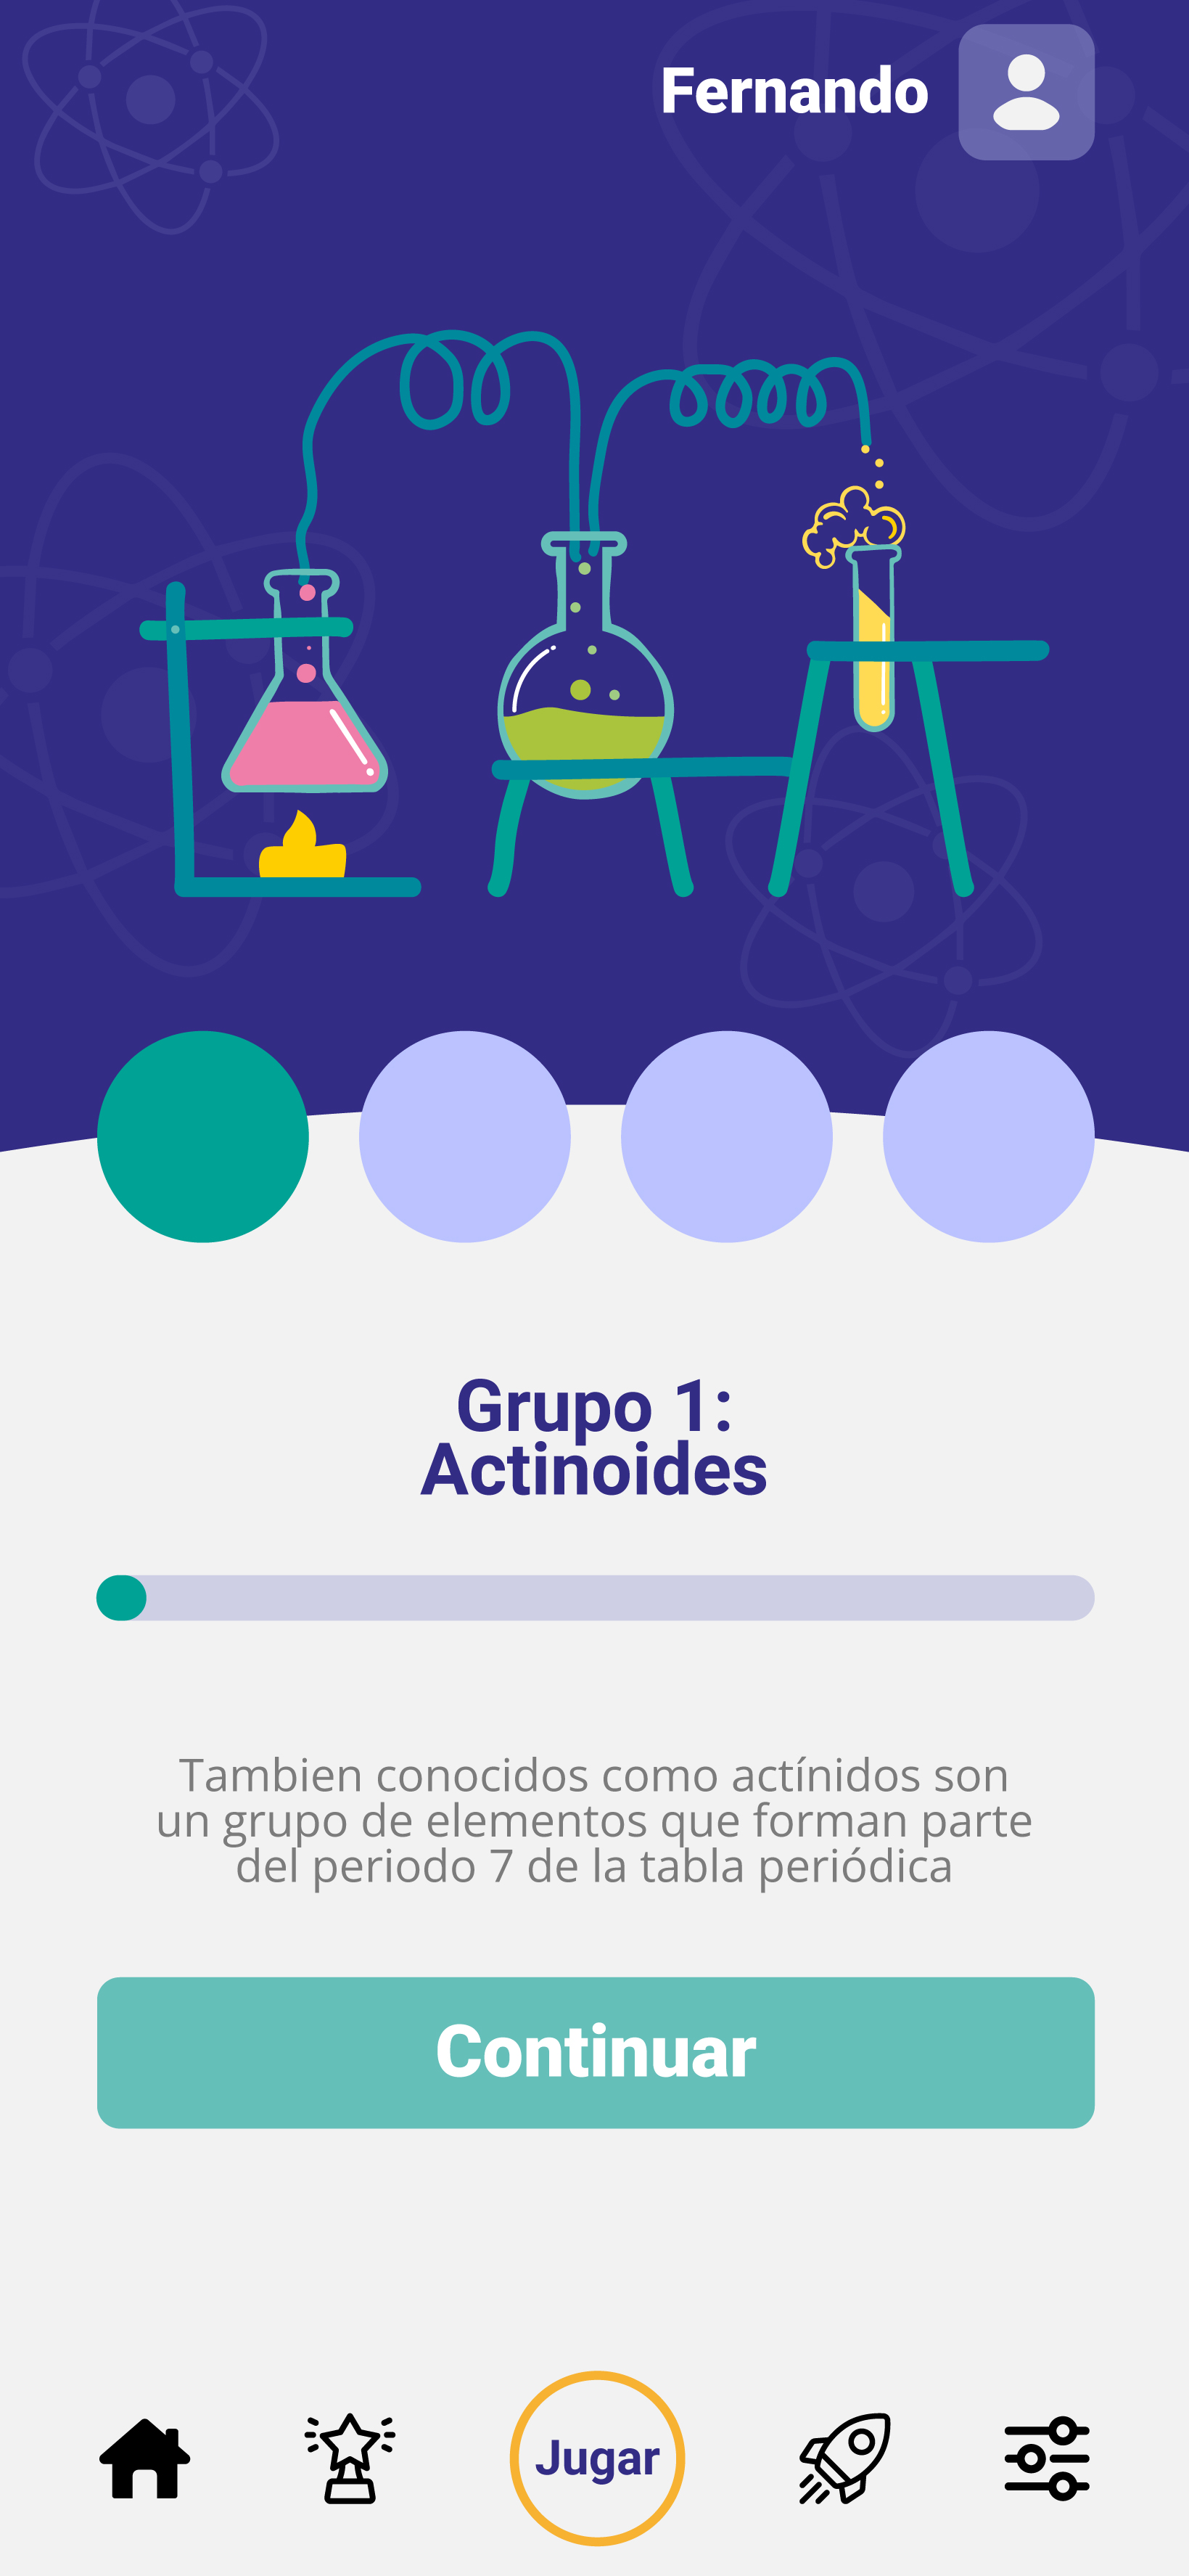 Fernando
Grupo 1:
Actinoides
Tambien conocidos como actínidos son
un grupo de elementos que forman parte
del periodo 7 de la tabla periódica
Continuar
Jugar